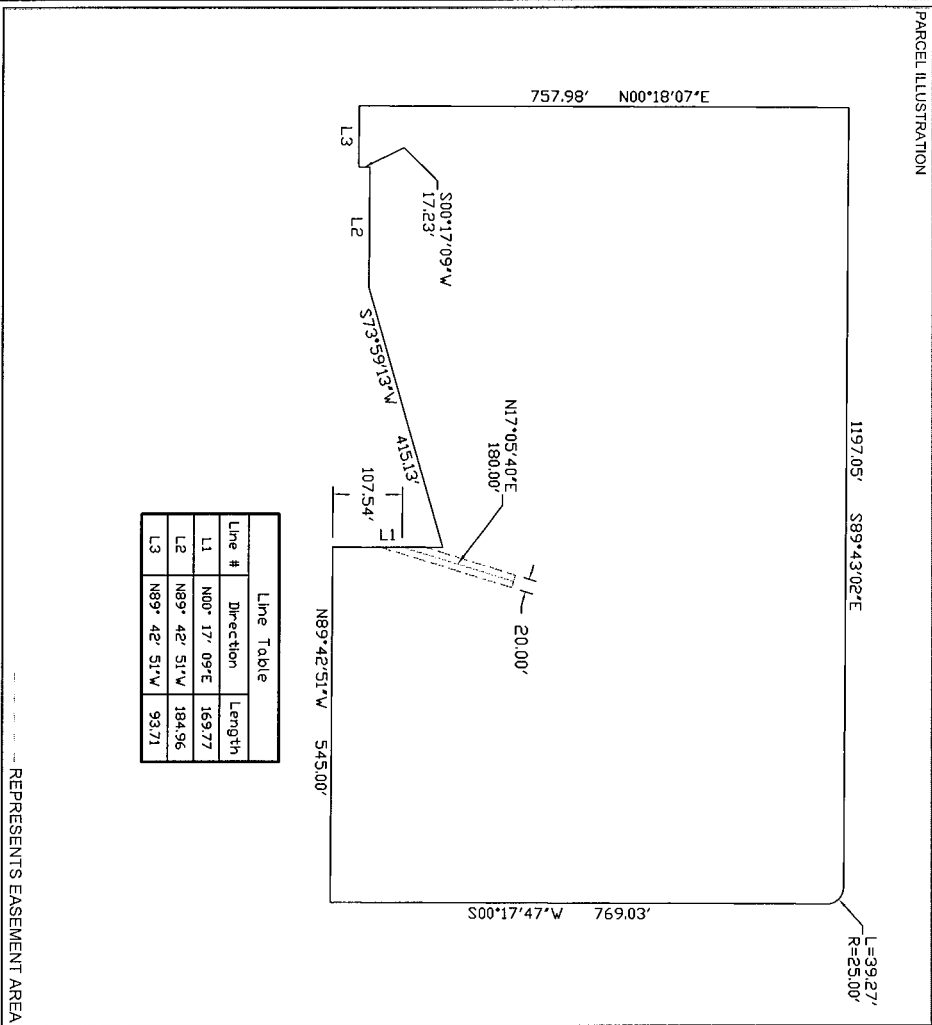 PARCEL ILLUSTRATION
757.98' N00°18'07"E
1197.05' S89°43'02"E
L=39.27'
R=25.00'
L3
S00°17'09"W
17.23'
L2
S73°59'13"W 415.13'
N17°05'40"E
180.00'
107.54'
L1
20.00'
N89°42'51"W 545.00'
S00°17'47"W 769.03'
Line Table
Line # Direction Length
L1 N00° 17' 09"E 169.77
L2 N89° 42' 51"W 184.96
L3 N89° 42' 51"W 93.71
REPRESENTS EASEMENT AREA